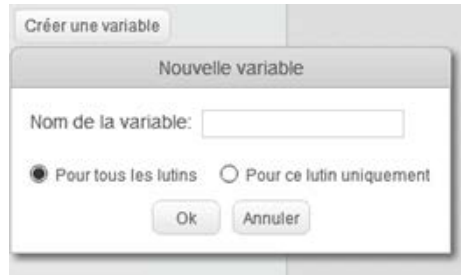 Créer une variable
Nouvelle variable
Nom de la variable:
Pour tous les lutins Pour ce lutin uniquement
Ok Annuler